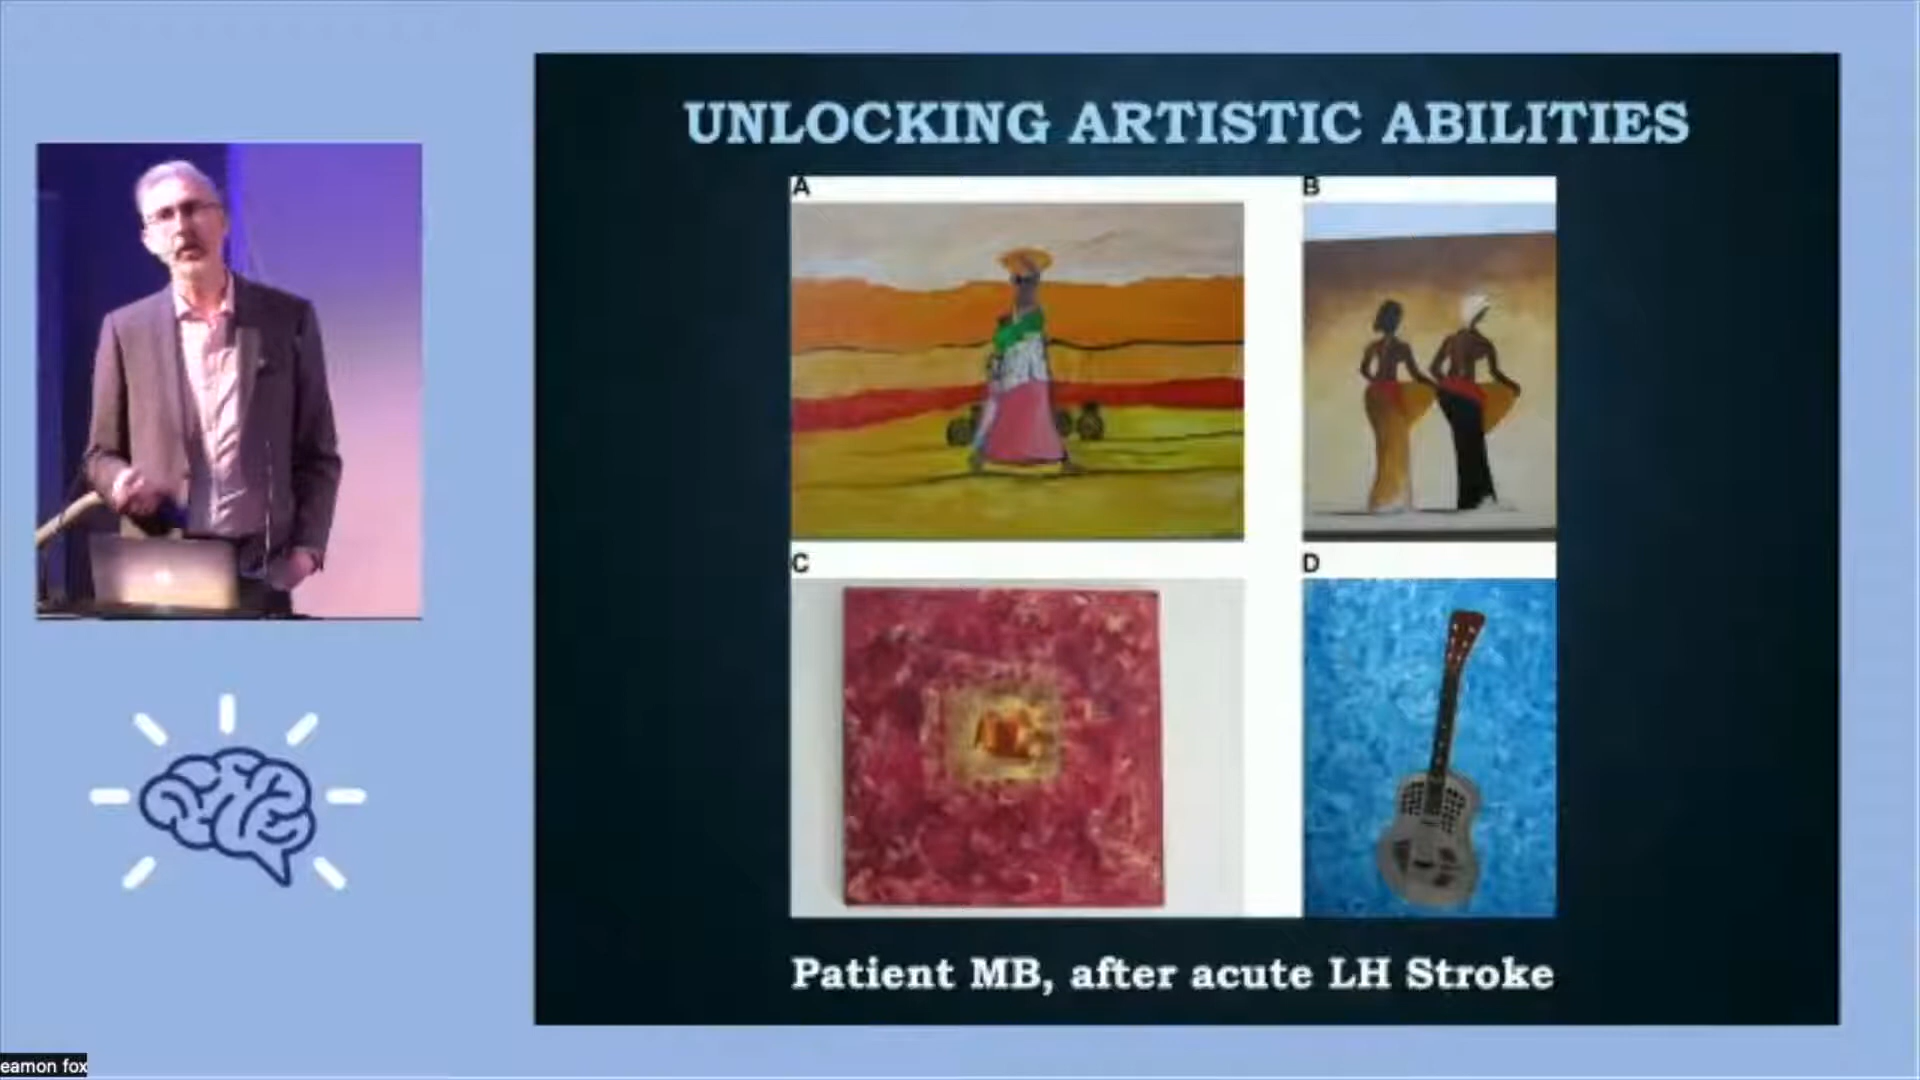 UNLOCKING ARTISTIC ABILITIES
A
B
C
D
Patient MB, after acute LH Stroke
eamon fox